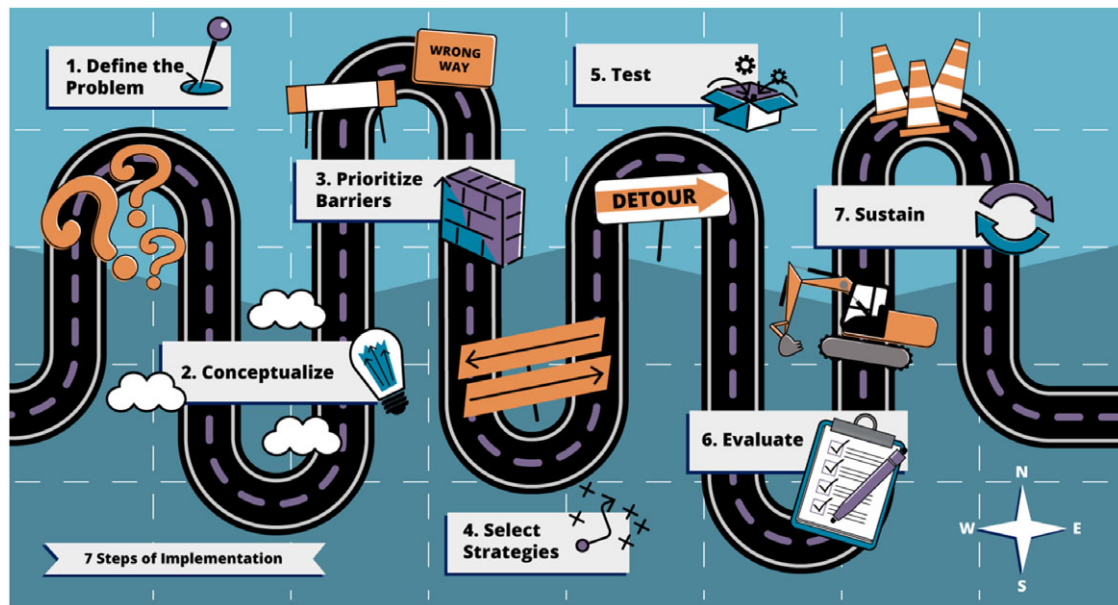 1. Define the
Problem
2. Conceptualize
WRONG
WAY
3. Prioritize
Barriers
4. Select
Strategies
5. Test
DETOUR
6. Evaluate
7. Sustain
7 Steps of Implementation
N
W
E
S